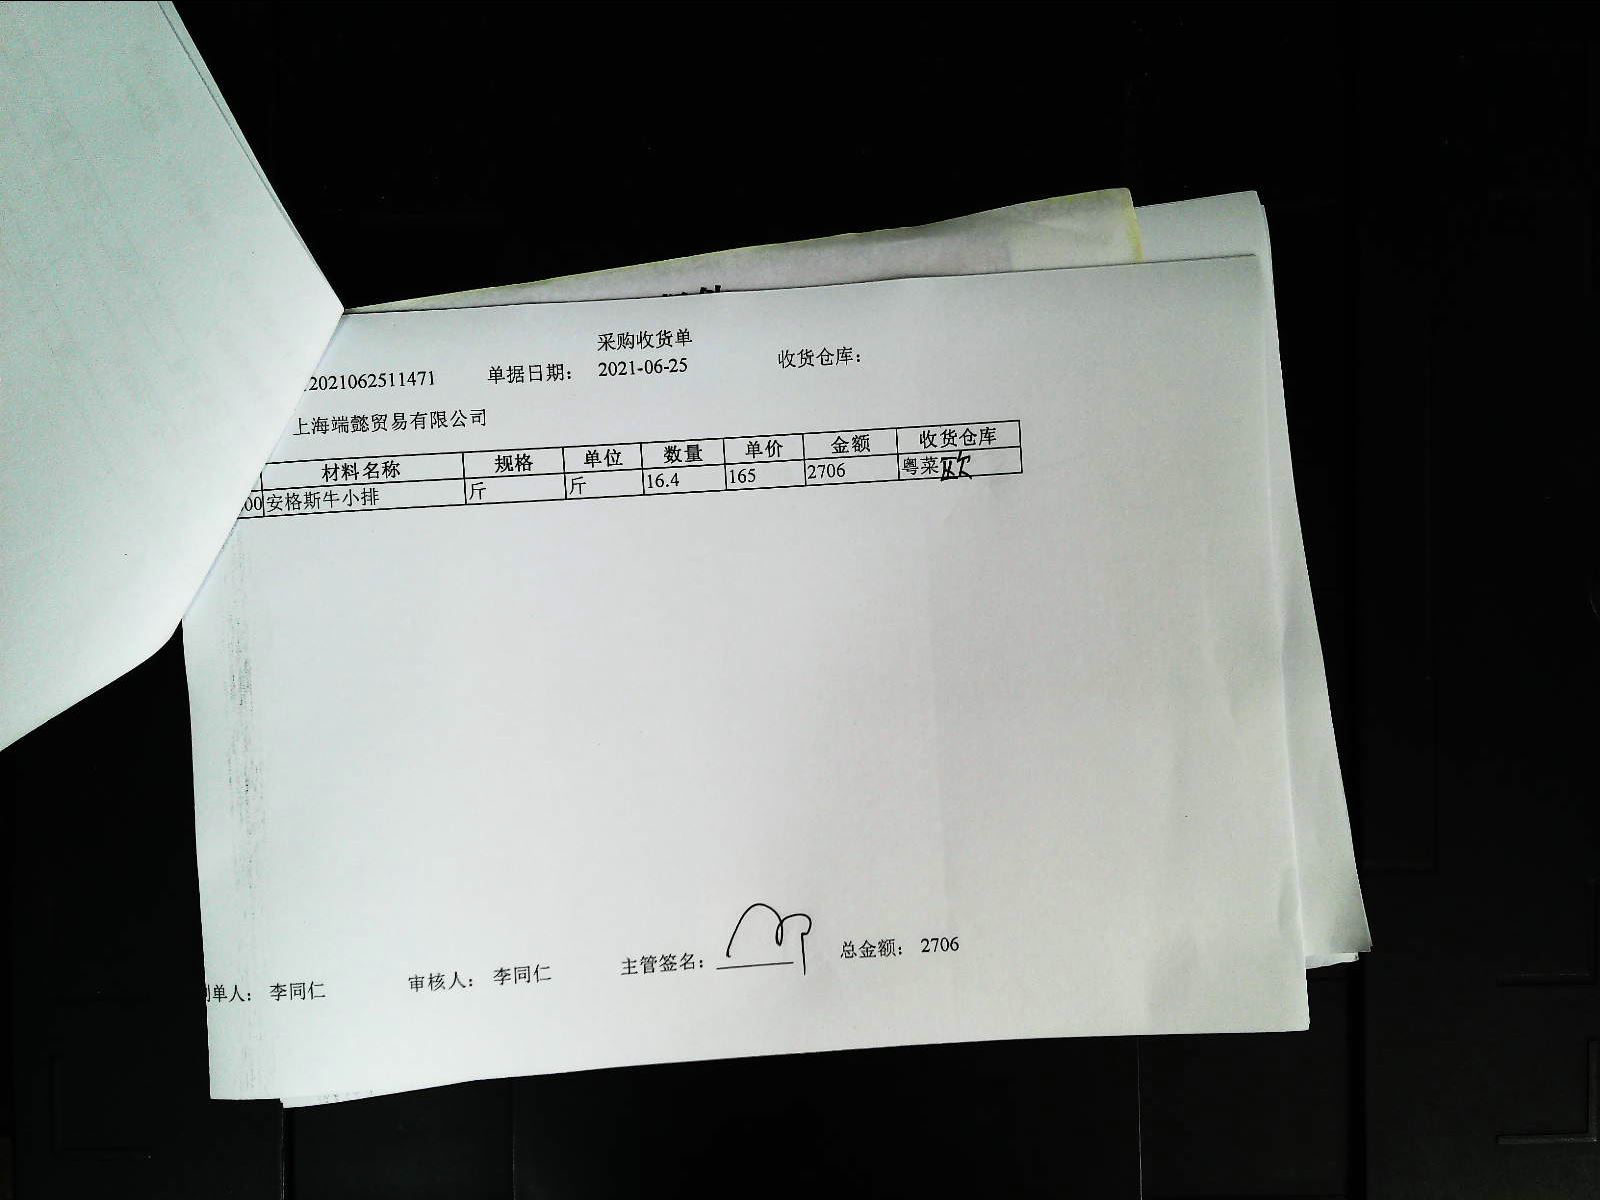 采购收货单
2021062511471 单据日期： 2021-06-25 收货仓库：
上海端懿贸易有限公司
材料名称 规格 单位 数量 单价 金额 收货仓库
00 安格斯牛小排 斤 斤 16.4 165 2706 粤菜
单人： 李同仁 审核人： 李同仁 主管签名： 总金额： 2706